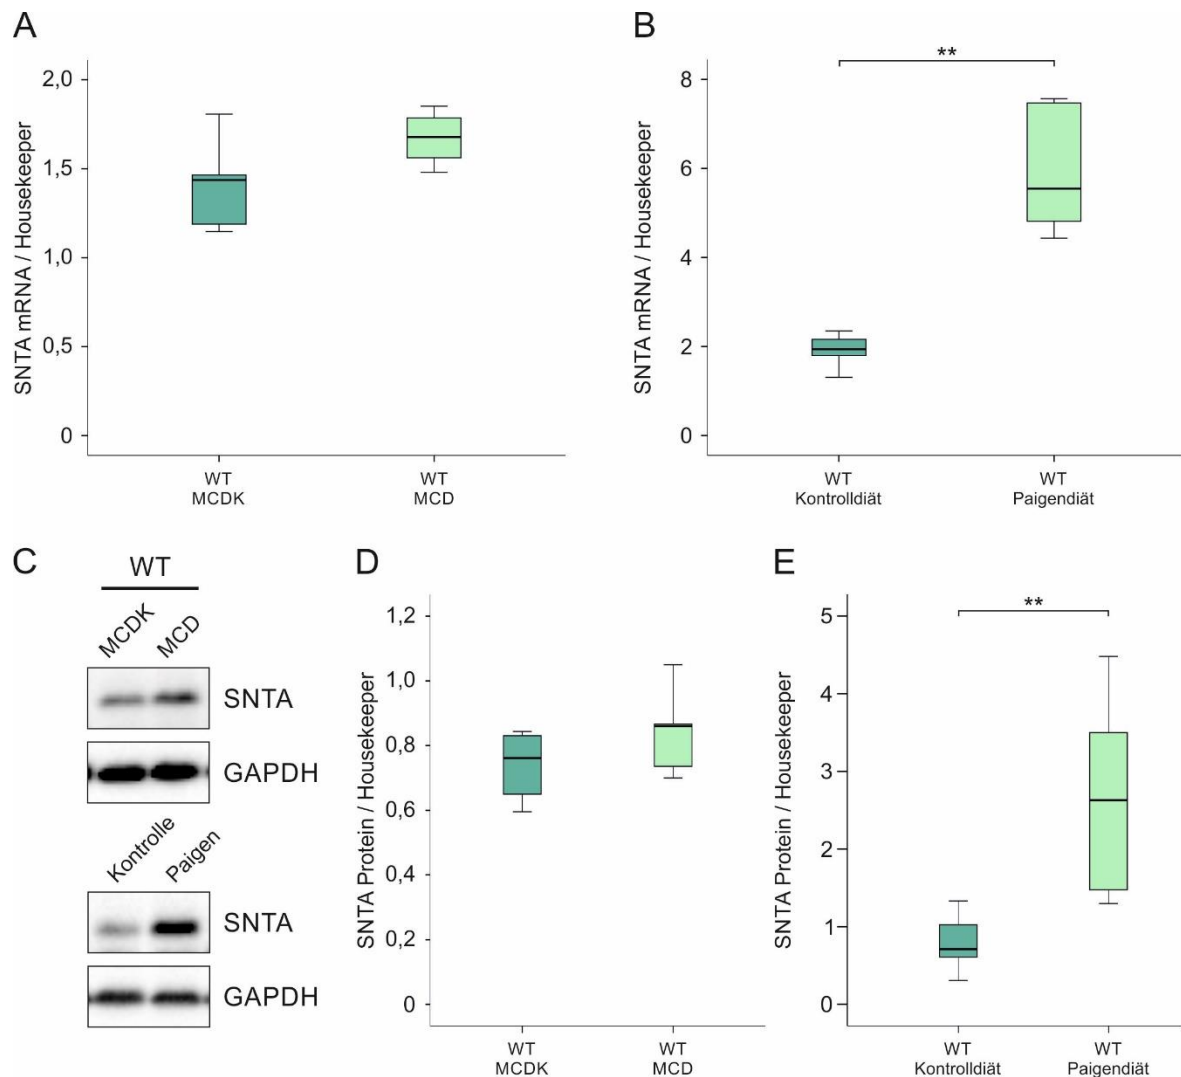 A
SNTA mRNA / Housekeeper
2,0
1,5
1,0
0,5
0
WT
MCDK
WT
MCD
B
SNTA mRNA / Housekeeper
**
8
6
4
2
0
WT
Kontrolldiät
WT
Paigendiät
C
WT
MCDK
MCD
SNTA
GAPDH
Kontrolle
Paigen
SNTA
GAPDH
D
SNTA Protein / Housekeeper
1,2
1,0
0,8
0,6
0,4
0,2
0
WT
MCDK
WT
MCD
E
SNTA Protein / Housekeeper
**
5
4
3
2
1
0
WT
Kontrolldiät
WT
Paigendiät